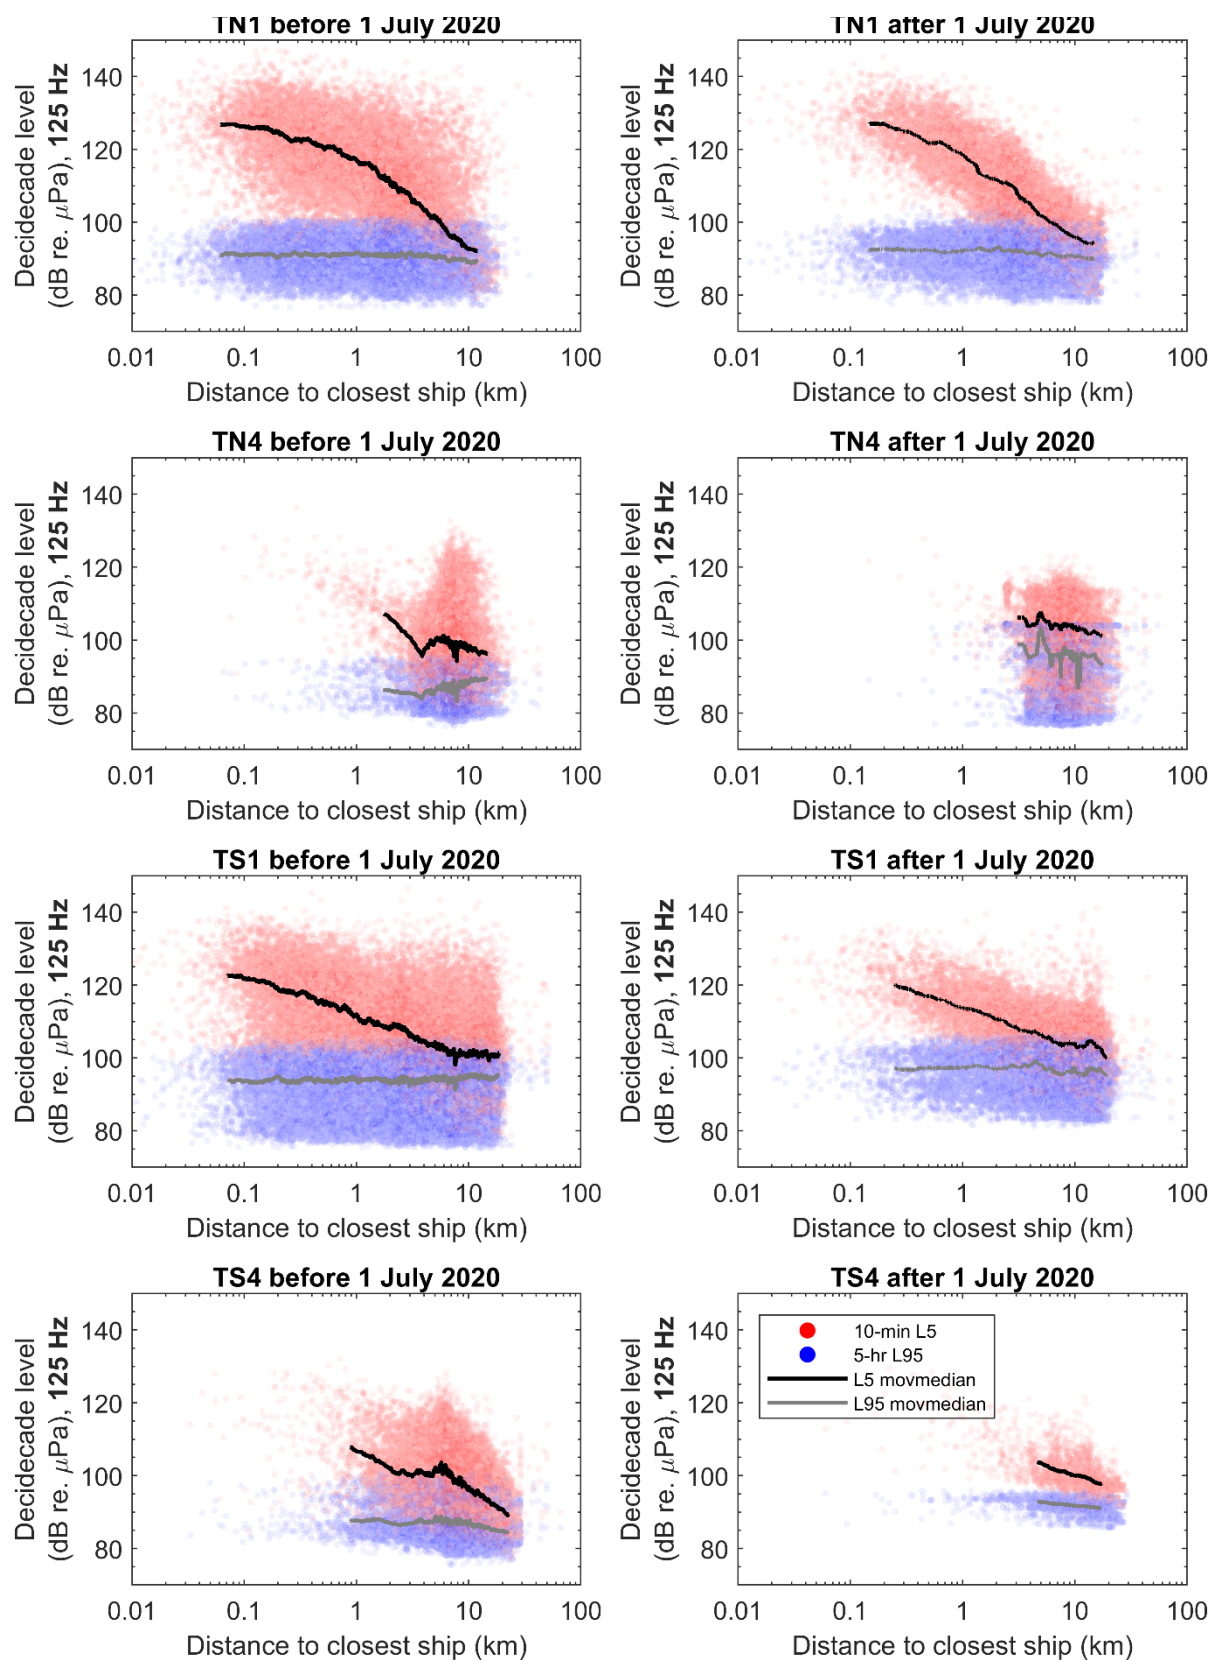 TN1 before 1 July 2020
TN1 after 1 July 2020
Decidecade level
(dB re. μPa), 125 Hz
140
120
100
80
0.01 0.1 1 10 100
Distance to closest ship (km)
Decidecade level
(dB re. μPa), 125 Hz
140
120
100
80
0.01 0.1 1 10 100
Distance to closest ship (km)
TN4 before 1 July 2020
TN4 after 1 July 2020
Decidecade level
(dB re. μPa), 125 Hz
140
120
100
80
0.01 0.1 1 10 100
Distance to closest ship (km)
Decidecade level
(dB re. μPa), 125 Hz
140
120
100
80
0.01 0.1 1 10 100
Distance to closest ship (km)
TS1 before 1 July 2020
TS1 after 1 July 2020
Decidecade level
(dB re. μPa), 125 Hz
140
120
100
80
0.01 0.1 1 10 100
Distance to closest ship (km)
Decidecade level
(dB re. μPa), 125 Hz
140
120
100
80
0.01 0.1 1 10 100
Distance to closest ship (km)
TS4 before 1 July 2020
TS4 after 1 July 2020
Decidecade level
(dB re. μPa), 125 Hz
140
120
100
80
0.01 0.1 1 10 100
Distance to closest ship (km)
Decidecade level
(dB re. μPa), 125 Hz
140
120
100
80
0.01 0.1 1 10 100
Distance to closest ship (km)
10-min L5
5-hr L95
L5 movmedian
L95 movmedian